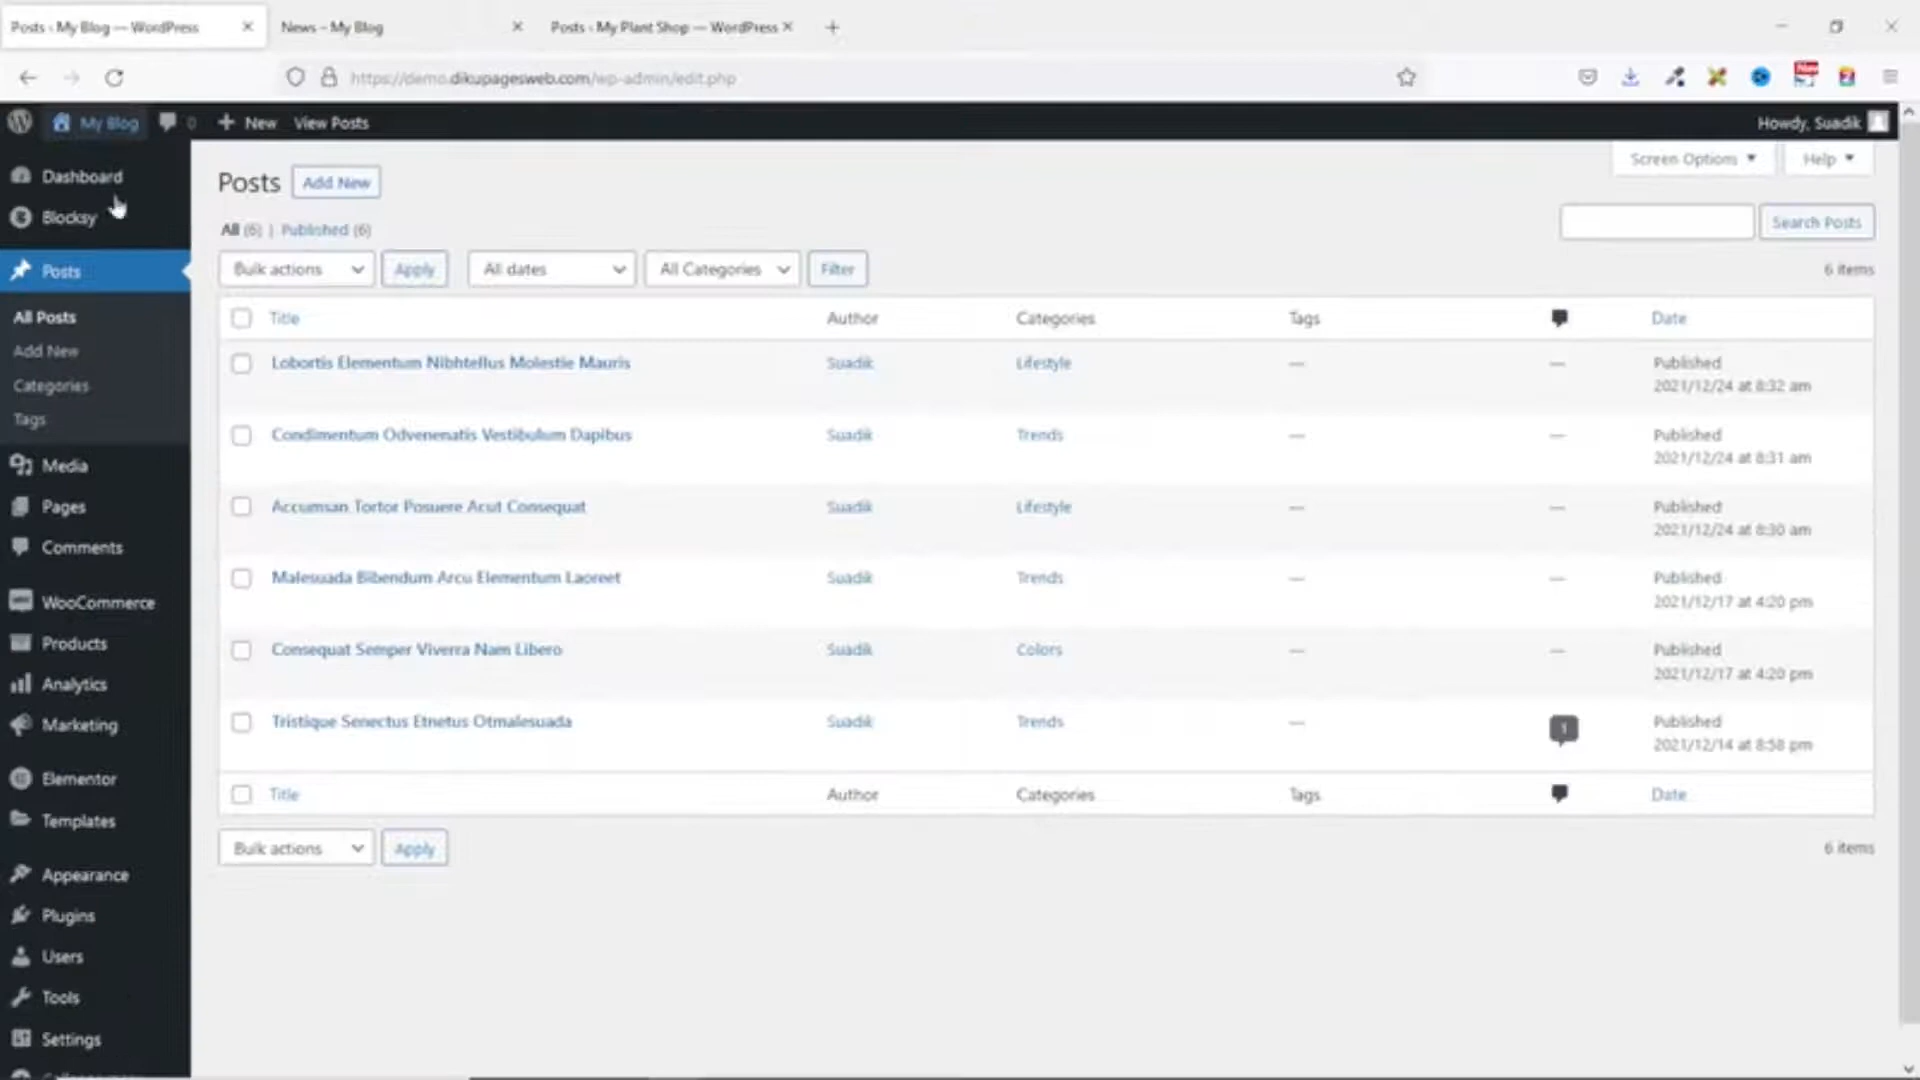 Posts ‹ My Blog — WordPress
News – My Blog
Posts ‹ My Plant Shop — WordPress
https://demo.dikupagesweb.com/wp-admin/edit.php
My Blog
0
New
View Posts
Howdy, Suadik
Dashboard
Blocksy
Posts
All Posts
Add New
Categories
Tags
Media
Pages
Comments
WooCommerce
Products
Analytics
Marketing
Elementor
Templates
Appearance
Plugins
Users
Tools
Settings
Screen Options
Help
Posts
Add New
All (6) | Published (6)
Search Posts
Bulk actions
Apply
All dates
All Categories
Filter
6 items
Title Author Categories Tags Date
Lobortis Elementum Nibhtellus Molestie Mauris Suadik Lifestyle — — Published
2021/12/24 at 8:32 am
Condimentum Odvenenatis Vestibulum Dapibus Suadik Trends — — Published
2021/12/24 at 8:31 am
Accumsan Tortor Posuere Acut Consequat Suadik Lifestyle — — Published
2021/12/24 at 8:30 am
Malesuada Bibendum Arcu Elementum Laoreet Suadik Trends — — Published
2021/12/17 at 4:20 pm
Consequat Semper Viverra Nam Libero Suadik Colors — — Published
2021/12/17 at 4:20 pm
Tristique Senectus Etnetus Otmalesuada Suadik Trends — 1 Published
2021/12/14 at 8:58 pm
Title Author Categories Tags Date
Bulk actions
Apply
6 items